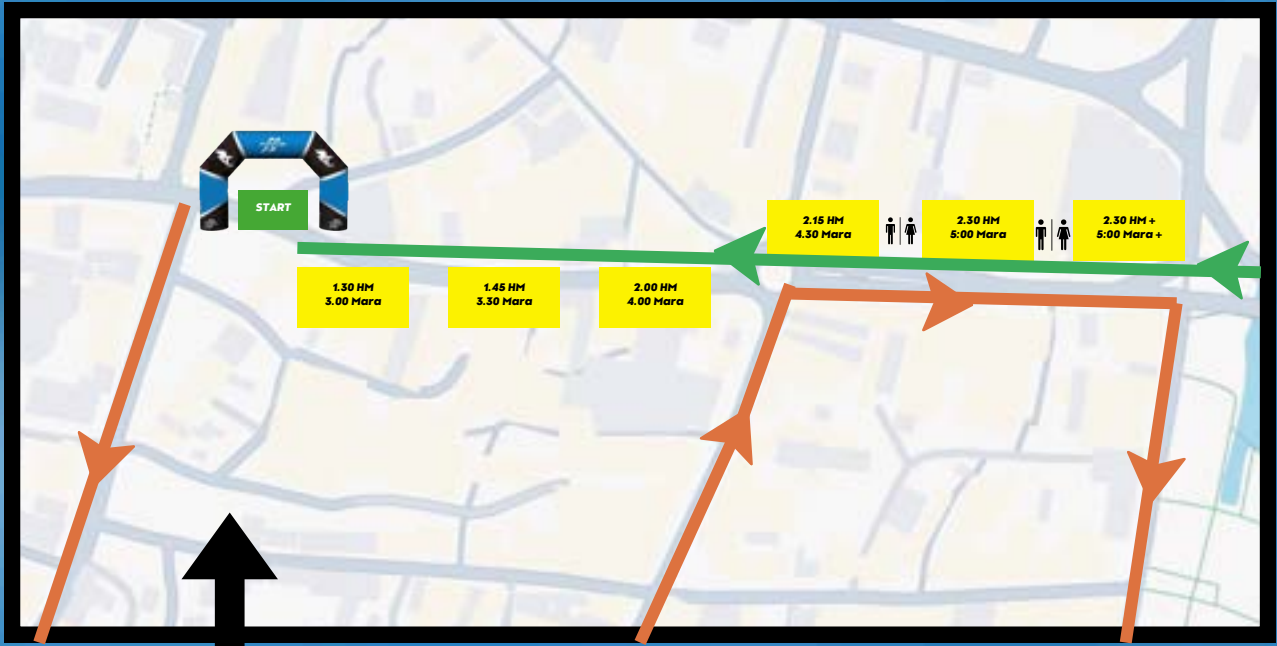 START
2.15 HM
4.30 Mara
2.30 HM
5:00 Mara
2.30 HM +
5:00 Mara +
1.30 HM
3.00 Mara
1.45 HM
3.30 Mara
2.00 HM
4.00 Mara